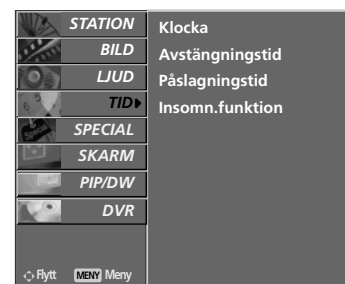 STATION
BILD
LJUD
TID
SPECIAL
SKARM
PIP/DW
DVR
Flytt MENY Meny
Klocka
Avstängningstid
Påslagningstid
Insomn.funktion